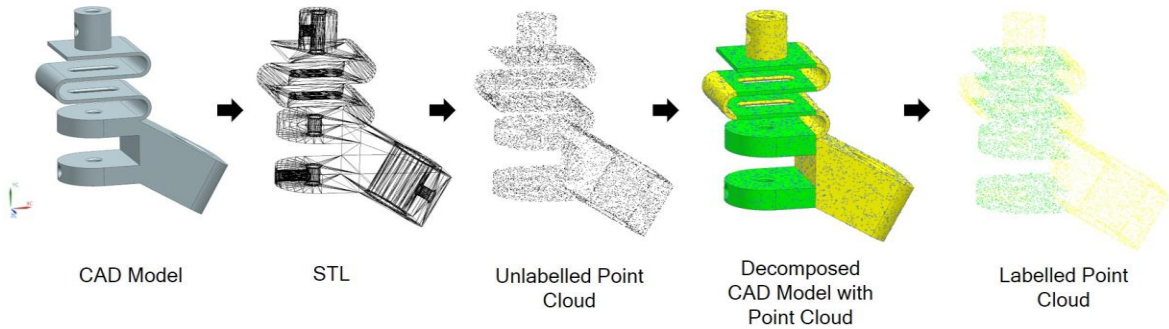 CAD Model
STL
Unlabelled Point
Cloud
Decomposed
CAD Model with
Point Cloud
Labelled Point
Cloud